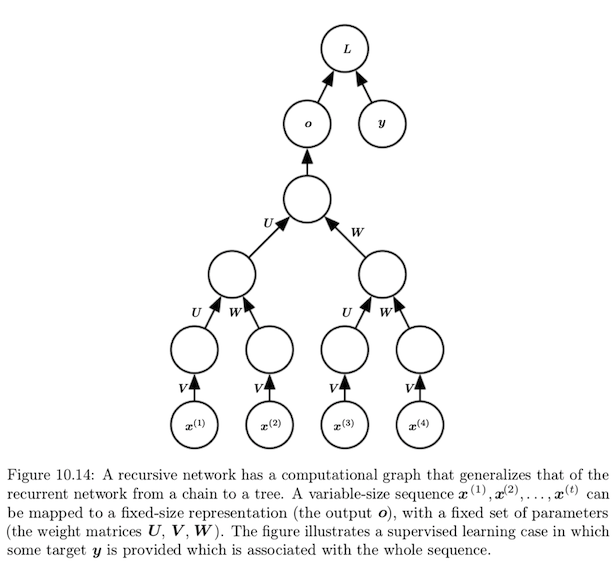 L
o
y
U
W
U
W
U
W
V
V
V
V
x(1)
x(2)
x(3)
x(4)
Figure 10.14: A recursive network has a computational graph that generalizes that of the
recurrent network from a chain to a tree. A variable-size sequence x(1), x(2), . . . , x(t) can
be mapped to a fixed-size representation (the output o), with a fixed set of parameters
(the weight matrices U, V, W). The figure illustrates a supervised learning case in which
some target y is provided which is associated with the whole sequence.